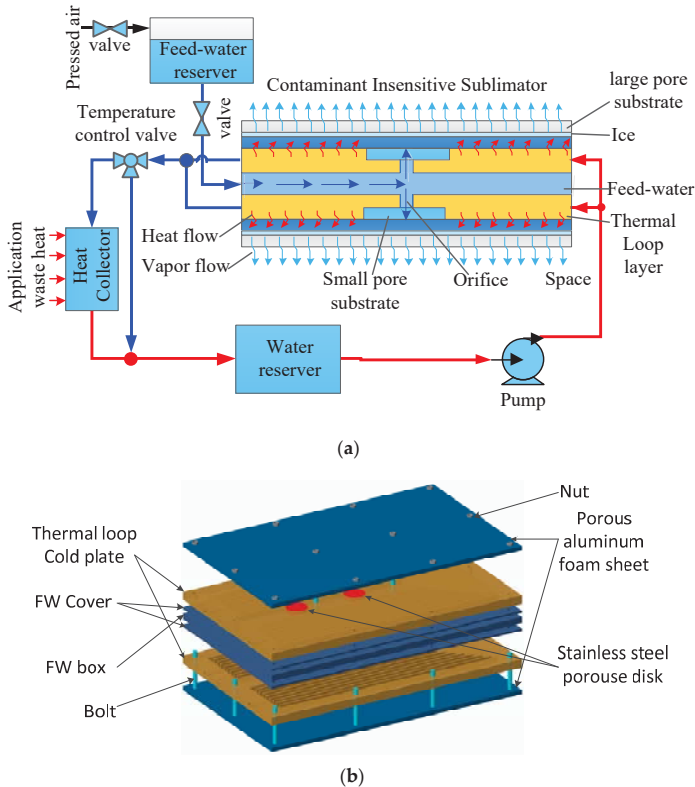 Pressed air
valve
Feed-water
reserver
valve
Contaminant Insensitive Sublimator
large pore
substrate
Ice
Temperature
control valve
Feed-water
Application
waste heat
Heat
Collector
Heat flow
Vapor flow
Small pore
substrate
Orifice
Space
Thermal
Loop
layer
Water
reserver
Pump
(a)
Nut
Thermal loop
Cold plate
Porous
aluminum
foam sheet
FW Cover
FW box
Stainless steel
porouse disk
Bolt
(b)